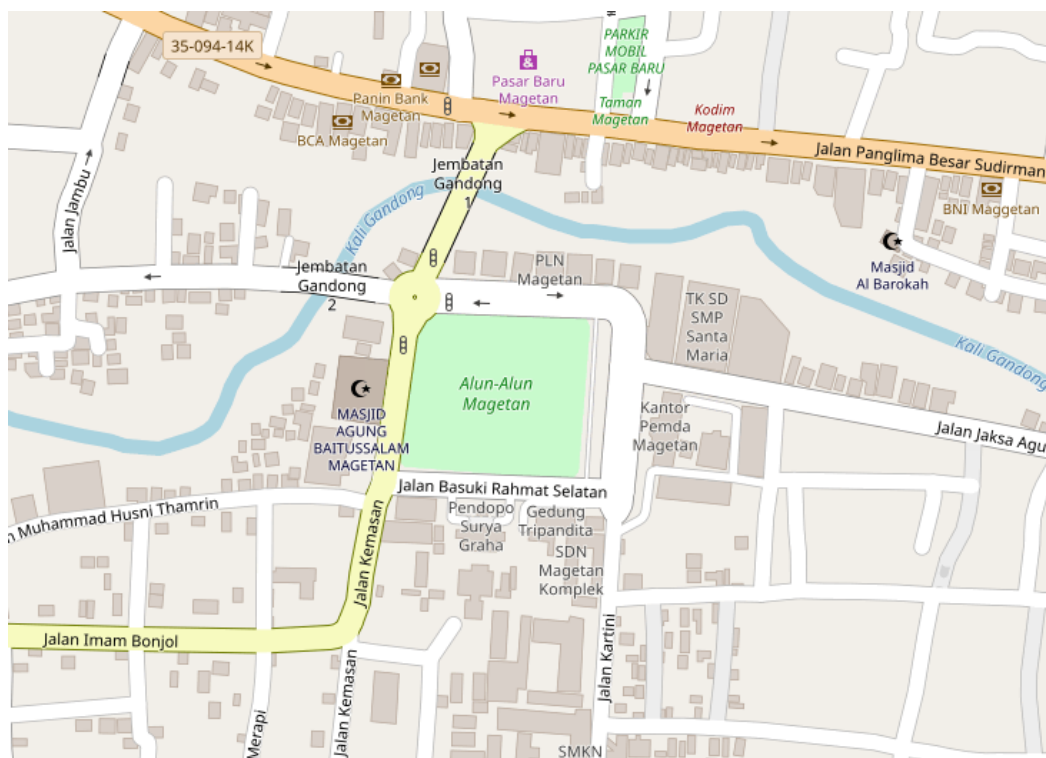 35-094-14K
PARKIR
MOBIL
PASAR BARU
Pasar Baru
Magetan
Panin Bank
Magetan
Taman
Magetan
Kodim
Magetan
BCA Magetan
Jalan Panglima Besar Sudirman
Jembatan
Gandong
1
Kali Gandong
Jalan Jambu
BNI Maggetan
Masjid
Al Barokah
Jembatan
Gandong
2
PLN
Magetan
TK SD
SMP
Santa
Maria
Kali Gandong
Alun-Alun
Magetan
MASJID
AGUNG
BAITUSSALAM
MAGETAN
Kantor
Pemda
Magetan
Jalan Jaksa Agu
Jalan Basuki Rahmat Selatan
n Muhammad Husni Thamrin
Pendopo
Surya
Graha
Gedung
Tripandita
SDN
Magetan
Komplek
Jalan Kemasan
Jalan Imam Bonjol
Jalan Kartini
Jalan Kemasan
Merapi
SMKN